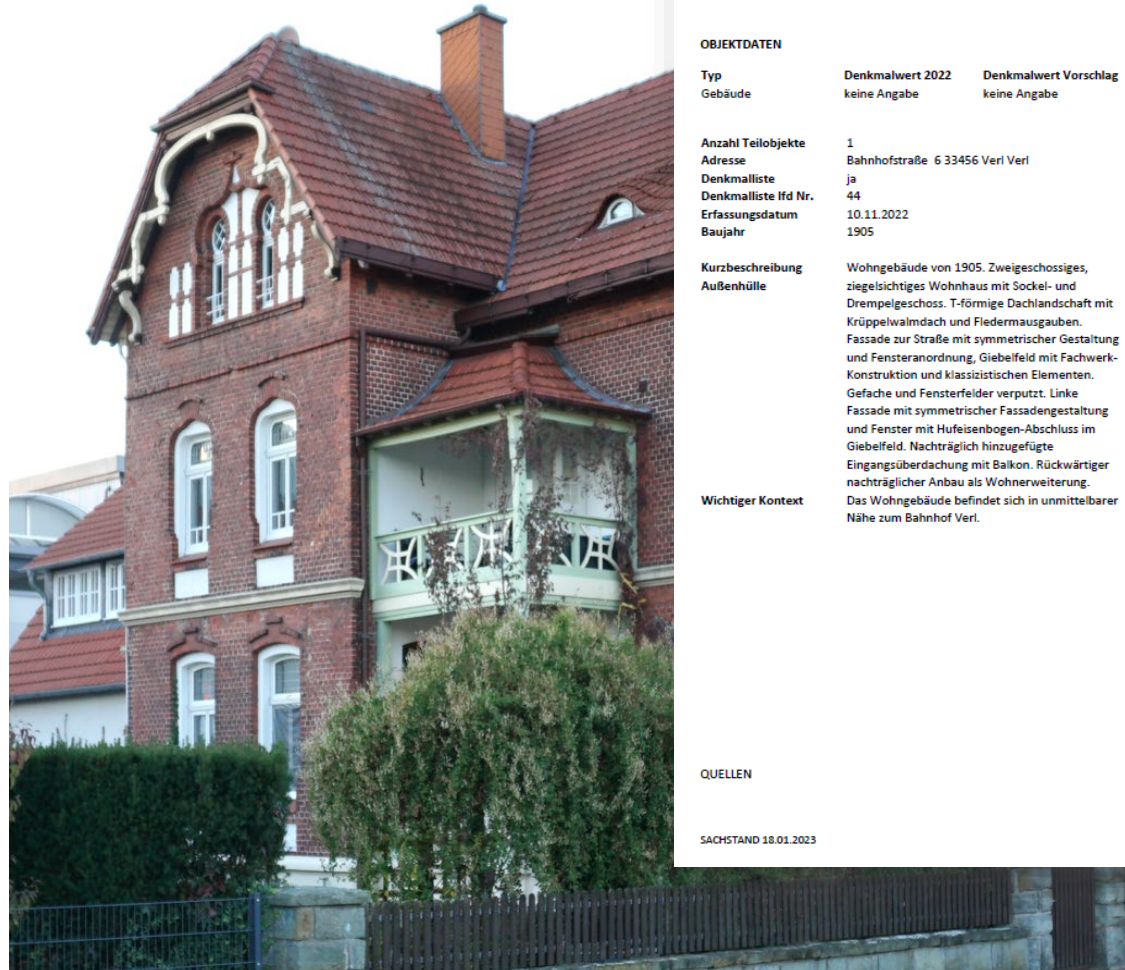 OBJEKTDATEN
Typ Denkmalwert 2022 Denkmalwert Vorschlag
Gebäude keine Angabe keine Angabe
Anzahl Teilobjekte 1
Adresse Bahnhofstraße 6 33456 Verl Verl
Denkmalliste ja
Denkmalliste lfd Nr. 44
Erfassungsdatum 10.11.2022
Baujahr 1905
Kurzbeschreibung Wohngebäude von 1905. Zweigeschossiges,
Außenhülle ziegelsichtiges Wohnhaus mit Sockel- und
Drempelgeschoss. T-förmige Dachlandschaft mit
Krüppelwalmdach und Fledermausgauben.
Fassade zur Straße mit symmetrischer Gestaltung
und Fensteranordnung, Giebelfeld mit Fachwerk-
Konstruktion und klassizistischen Elementen.
Gefache und Fensterfelder verputzt. Linke
Fassade mit symmetrischer Fassadengestaltung
und Fenster mit Hufeisenbogen-Abschluss im
Giebelfeld. Nachträglich hinzugefügte
Eingangsüberdachung mit Balkon. Rückwärtiger
nachträglicher Anbau als Wohnerweiterung.
Wichtiger Kontext Das Wohngebäude befindet sich in unmittelbarer
Nähe zum Bahnhof Verl.
QUELLEN
SACHSTAND 18.01.2023